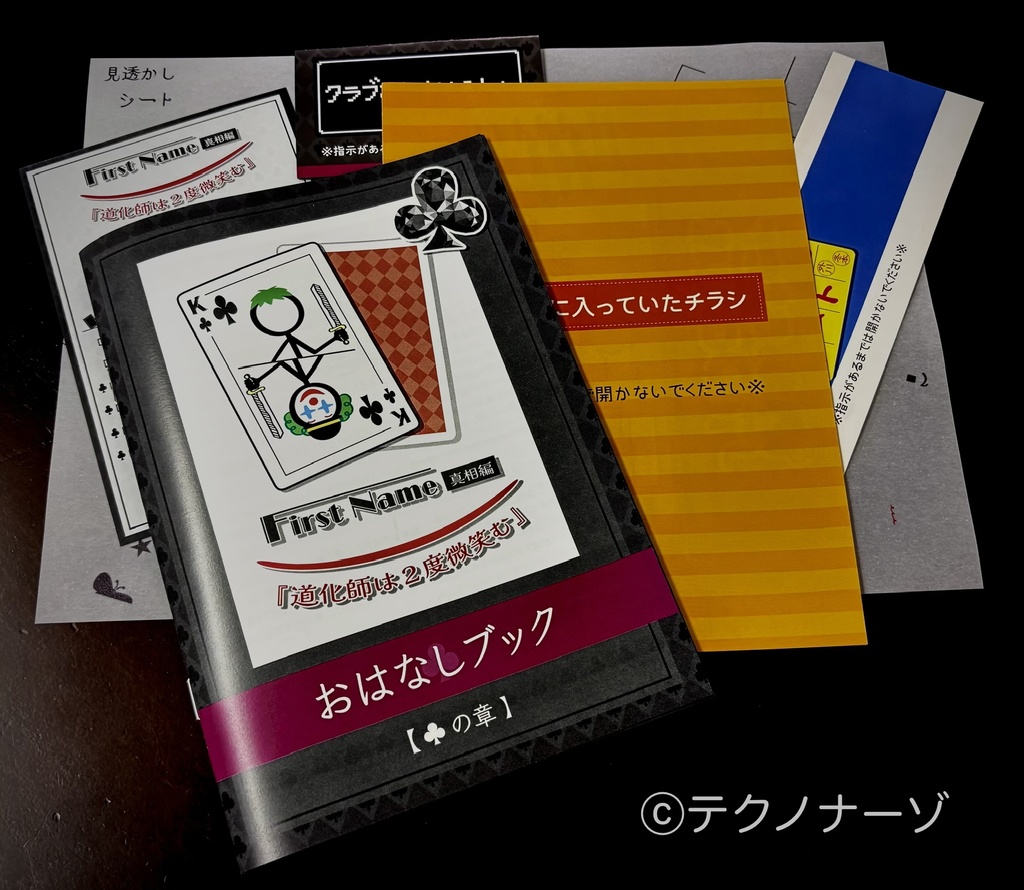 見透かし
シート
クラブ
※指示がある
First Name 真相編
『道化師は2度微笑む』
に入っていたチラシ
で開かないでください※
※指示があるまでは開かないでください※
K
K
First Name 真相編
『道化師は2度微笑む』
おはなしブック
【♣の章】
©テクノナーゾ